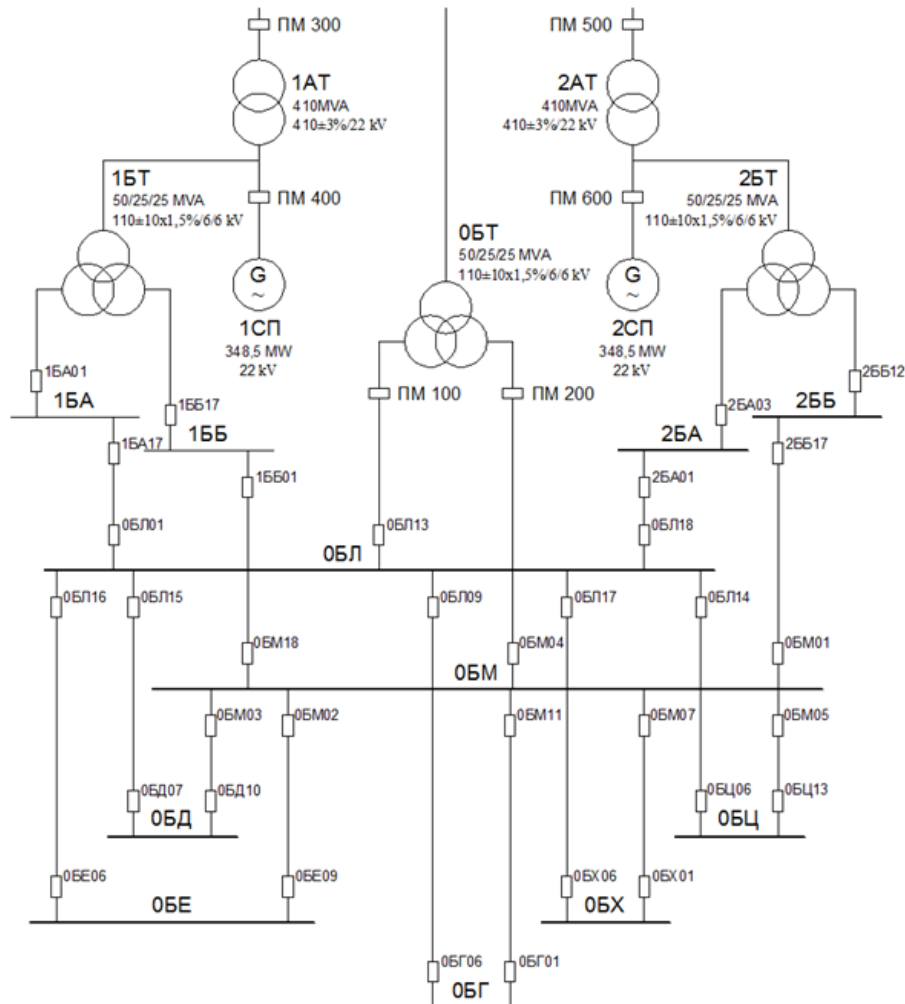 ПМ 300
ПМ 500
1АТ
410MVA
410±3%/22 kV
2АТ
410MVA
410±3%/22 kV
1БТ
50/25/25 MVA
110±10x1,5%/6/6 kV
ПМ 400
ПМ 600
2БТ
50/25/25 MVA
110±10x1,5%/6/6 kV
0БТ
50/25/25 MVA
110±10x1,5%/6/6 kV
G
~
1СП
348,5 MW
22 kV
G
~
2СП
348,5 MW
22 kV
1БА01
1БА
1ББ17
1БА17
1ББ
1ББ01
ПМ 100
ПМ 200
2ББ12
2БА03
2ББ
2БА
2ББ17
2БА01
0БЛ01
0БЛ13
0БЛ18
0БЛ
0БЛ16
0БЛ15
0БЛ09
0БЛ17
0БЛ14
0БМ18
0БМ04
0БМ01
0БМ
0БМ03
0БМ02
0БМ11
0БМ07
0БМ05
0БД07
0БД10
0БЦ06
0БЦ13
0БД
0БЦ
0БЕ06
0БЕ09
0БХ06
0БХ01
0БЕ
0БХ
0БГ06
0БГ01
0БГ